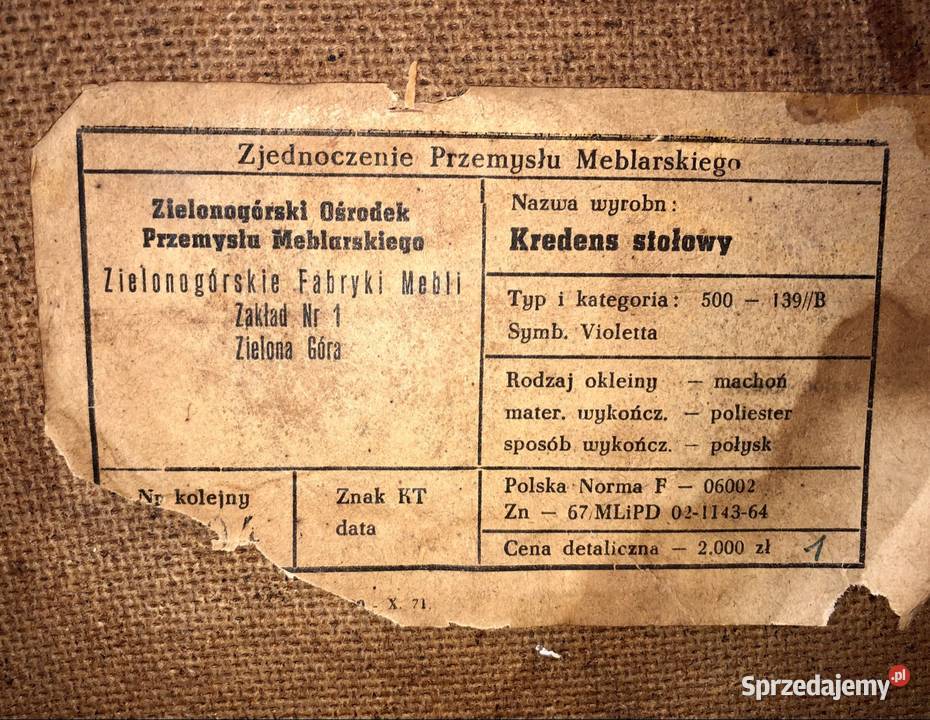 Zjednoczenie Przemysłu Meblarskiego
Zielonogórski Ośrodek
Przemysłu Meblarskiego
Zielonogórskie Fabryki Mebli
Zakład Nr 1
Zielona Góra
Nazwa wyrobn:
Kredens stołowy
Typ i kategoria: 500 — 139//B
Symb. Violetta
Rodzaj okleiny — machoń
mater. wykończ. — poliester
sposób wykończ. — połysk
Nr kolejny
Znak KT
data
Polska Norma F — 06002
Zn — 67/MLiPD 02-1143-64
Cena detaliczna — 2.000 zł 1
- X. 71.
Sprzedajemy.pl